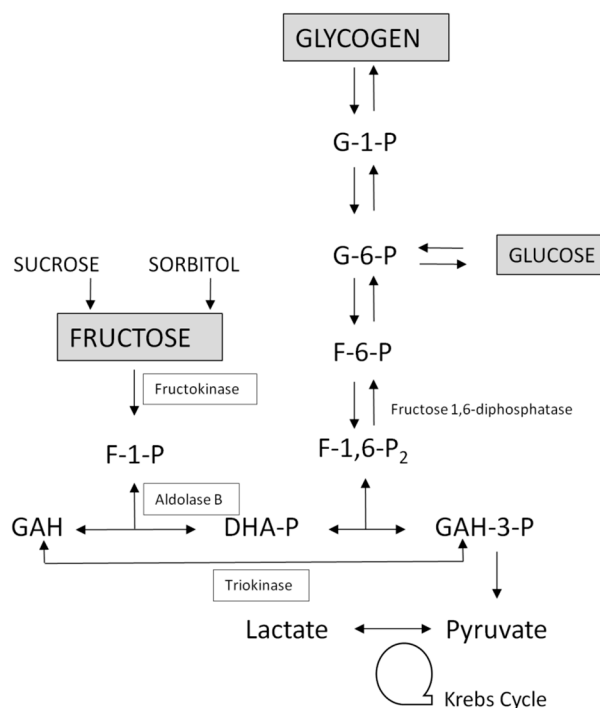 GLYCOGEN
G-1-P
G-6-P
GLUCOSE
SUCROSE SORBITOL
FRUCTOSE
F-6-P
Fructokinase
Fructose 1,6-diphosphatase
F-1-P
F-1,6-P₂
Aldolase B
GAH DHA-P GAH-3-P
Triokinase
Lactate Pyruvate
Krebs Cycle